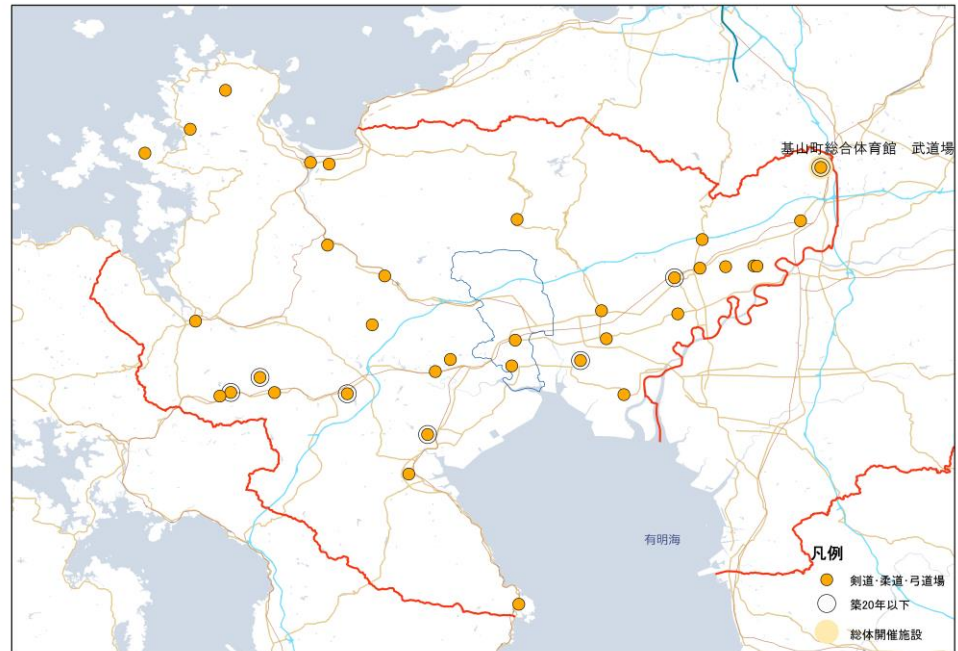 基山町総合体育館　武道場
有明海
凡例
剣道・柔道・弓道場
築20年以下
総体開催施設